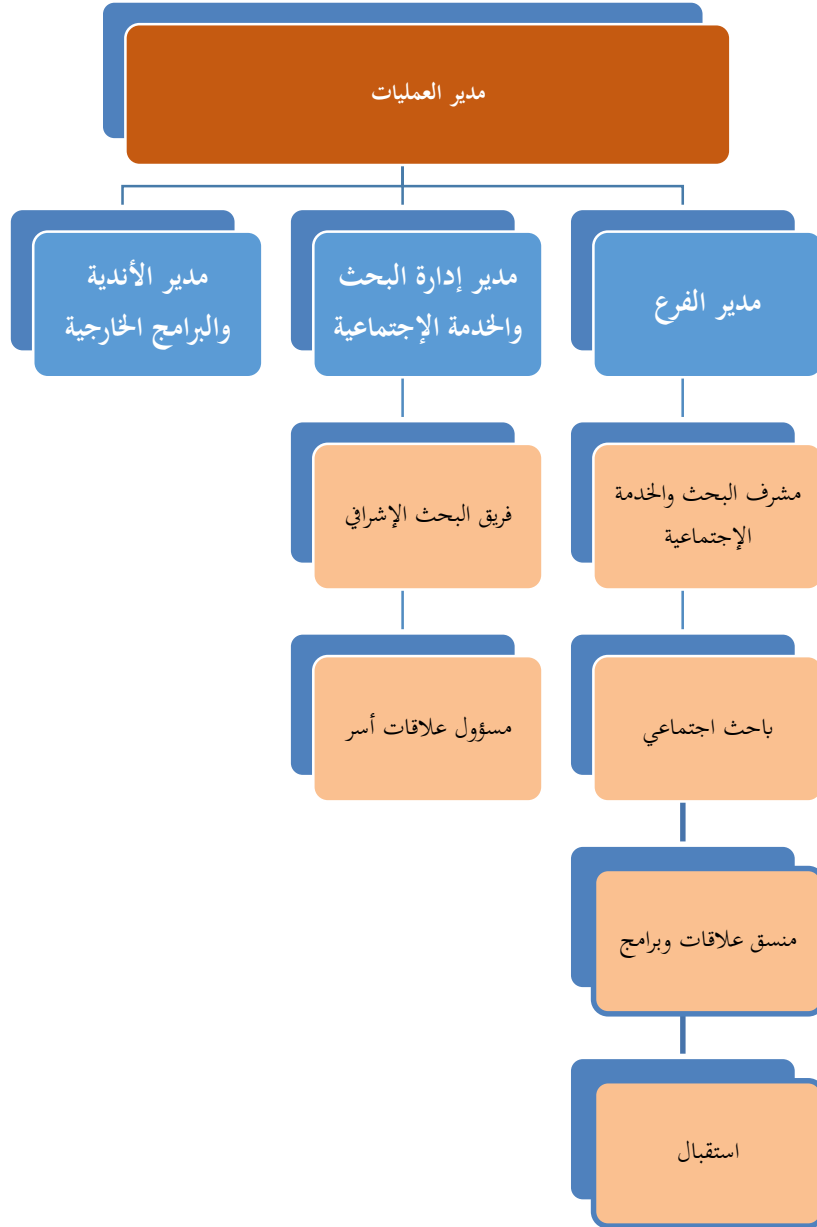 مدير العمليات
مدير الفرع
مدير إدارة البحث
والخدمة الإجتماعية
مدير الأندية
والبرامج الخارجية
مشرف البحث والخدمة
الإجتماعية
فريق البحث الإشرافي
باحث اجتماعي
مسؤول علاقات أسر
منسق علاقات وبرامج
استقبال